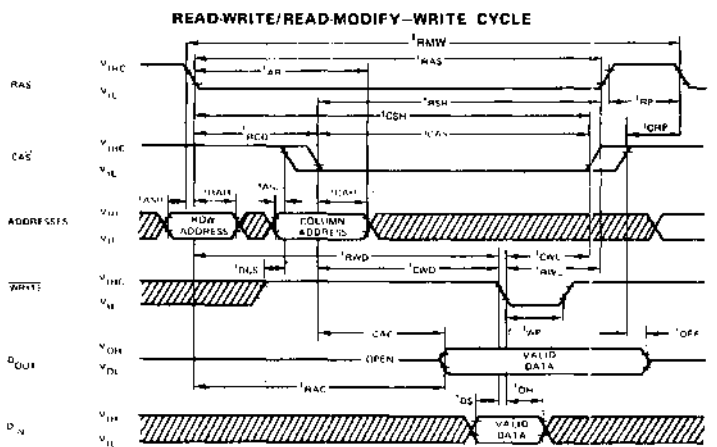 READ-WRITE/READ-MODIFY-WRITE CYCLE
tRMW
tRAS
tAR
RAS
VIHC
VIL
tRSH
tRP
tCSH
tRCD
tCAS
tCRP
CAS
VIHC
VIL
tASR
tRAH
tASC
tCAH
ADDRESSES
VIH
VIL
ROW ADDRESS
COLUMN ADDRESS
tRWD
tCWL
tRCS
tCWD
tRWL
WRITE
VIHC
VIL
tWP
tCAC
tOFF
DOUT
VOH
VOL
OPEN
VALID DATA
tRAC
tDS
tDH
DIN
VIH
VIL
VALID DATA